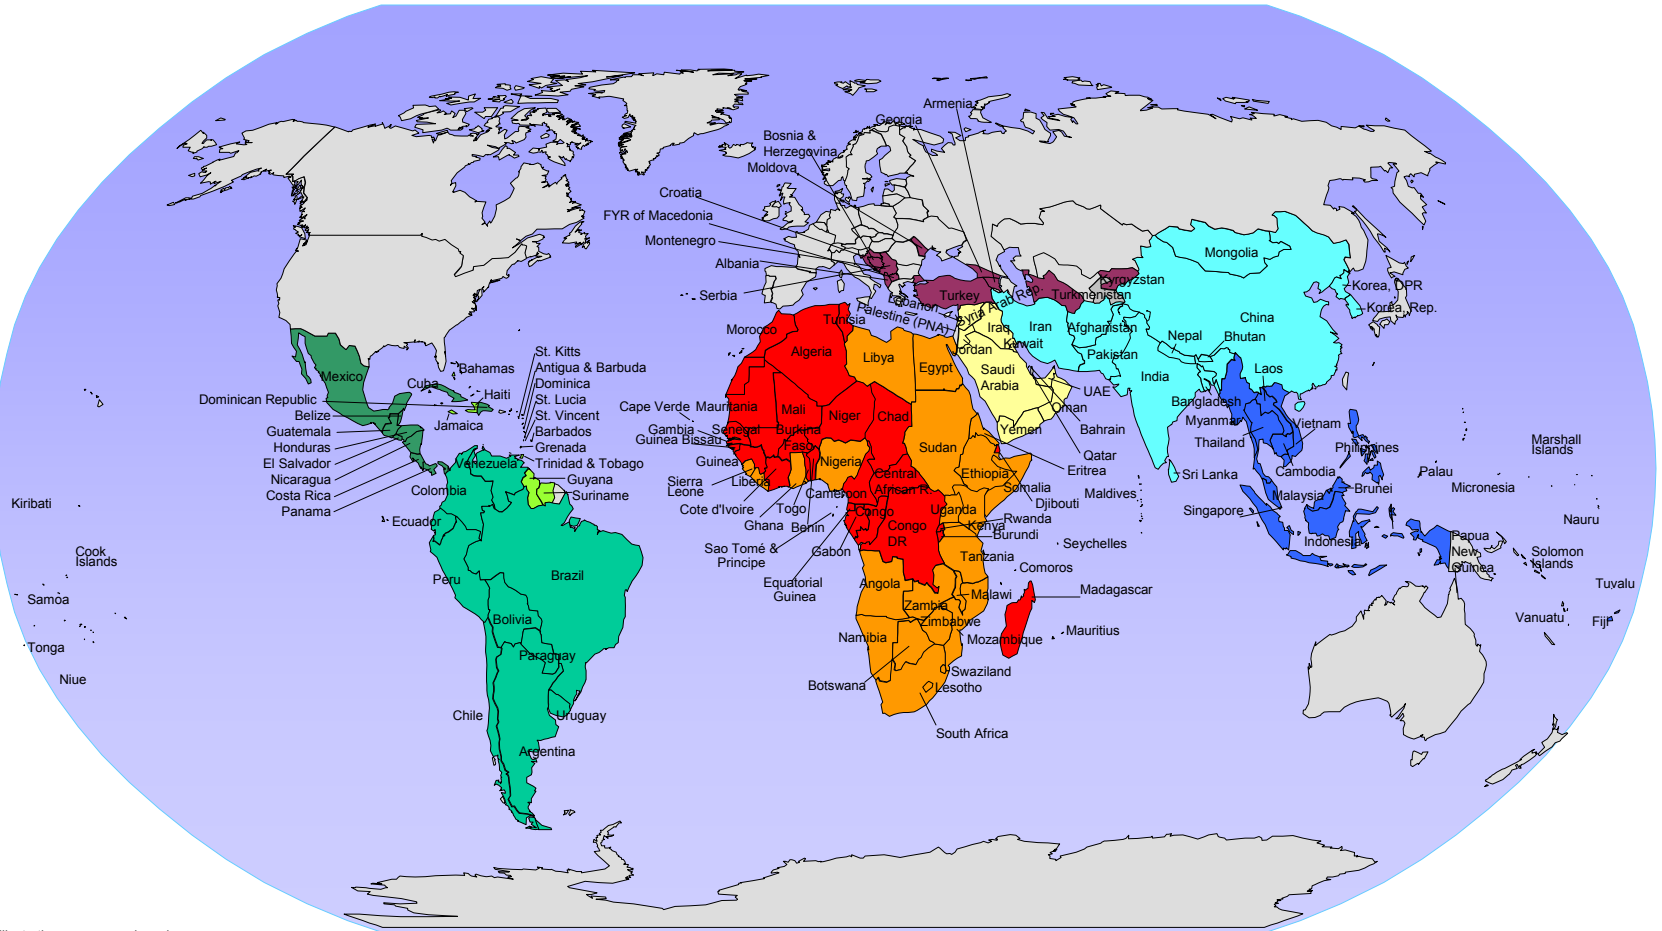 Armenia
Georgia
Bosnia &
Herzegovina
Moldova
Croatia
FYR of Macedonia
Montenegro
Albania
Serbia
Mongolia
Kyrgyzstan
Turkey
Turkmenistan
Korea, DPR
Korea, Rep.
China
Lebanon
Syria Arab Rep.
Palestine (PNA)
Tunisia
Morocco
Iraq
Iran
Afghanistan
Nepal
Bhutan
Kuwait
Jordan
Algeria
Libya
Egypt
Saudi
Arabia
Pakistan
India
Laos
St. Kitts
Antigua & Barbuda
Dominica
St. Lucia
St. Vincent
Barbados
Grenada
Trinidad & Tobago
Bahamas
Mexico
Cuba
Haiti
Jamaica
Dominican Republic
Belize
Guatemala
Honduras
El Salvador
Nicaragua
Costa Rica
Panama
UAE
Oman
Bahrain
Yemen
Qatar
Eritrea
Bangladesh
Myanmar
Thailand
Vietnam
Philippines
Cambodia
Marshall
Islands
Palau
Micronesia
Cape Verde
Mauritania
Mali
Niger
Chad
Gambia
Senegal
Burkina
Faso
Guinea Bissau
Guinea
Sierra
Leone
Liberia
Cote d'Ivoire
Ghana
Togo
Benin
Nigeria
Sudan
Ethiopia
Somalia
Djibouti
Central
African R.
Cameroon
Maldives
Sri Lanka
Malaysia
Brunei
Singapore
Indonesia
Venezuela
Guyana
Suriname
Colombia
Ecuador
Kiribati
Nauru
Congo
Congo
DR
Uganda
Rwanda
Kenya
Burundi
Gabon
Sao Tomé &
Principe
Equatorial
Guinea
Tanzania
Seychelles
Comoros
Papua
New
Guinea
Solomon
Islands
Cook
Islands
Peru
Brazil
Angola
Malawi
Madagascar
Tuvalu
Samoa
Bolivia
Zambia
Zimbabwe
Mozambique
Mauritius
Vanuatu
Fiji
Tonga
Paraguay
Namibia
Niue
Botswana
Swaziland
Lesotho
Chile
Uruguay
South Africa
Argentina